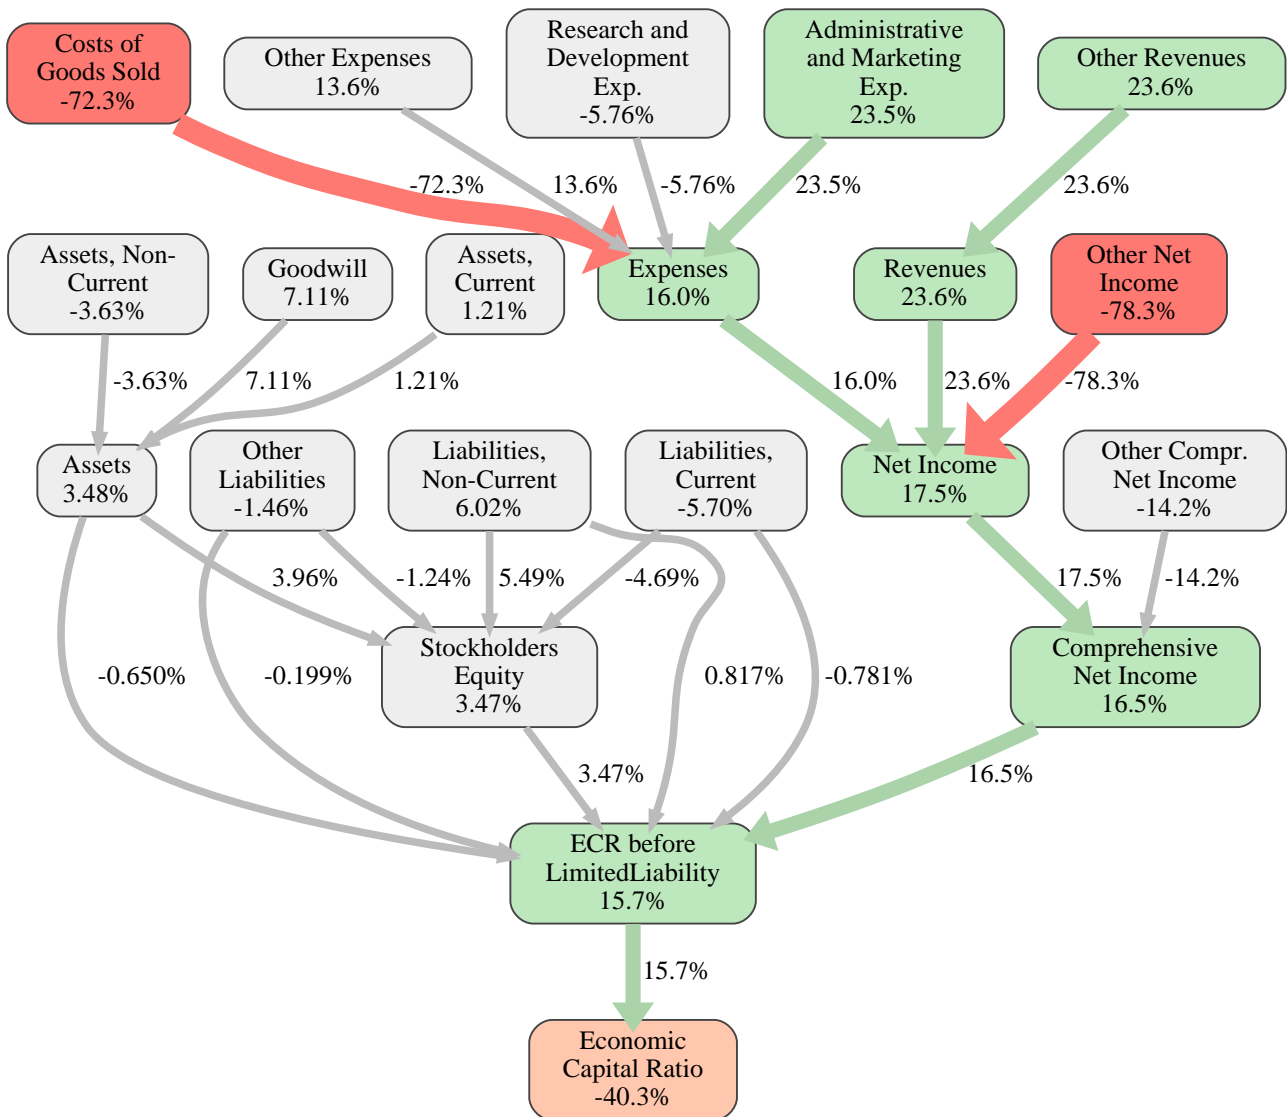 Costs of
Goods Sold
-72.3%
Other Expenses
13.6%
Research and
Development
Exp.
-5.76%
Administrative
and Marketing
Exp.
23.5%
Other Revenues
23.6%
-72.3%
13.6%
-5.76%
23.5%
23.6%
Assets, Non-
Current
-3.63%
Goodwill
7.11%
Assets,
Current
1.21%
Expenses
16.0%
Revenues
23.6%
Other Net
Income
-78.3%
-3.63%
7.11%
1.21%
16.0%
23.6%
-78.3%
Assets
3.48%
Other
Liabilities
-1.46%
Liabilities,
Non-Current
6.02%
Liabilities,
Current
-5.70%
Net Income
17.5%
Other Compr.
Net Income
-14.2%
3.96%
-1.24%
5.49%
-4.69%
17.5%
-14.2%
-0.650%
-0.199%
Stockholders
Equity
3.47%
0.817%
-0.781%
Comprehensive
Net Income
16.5%
3.47%
16.5%
ECR before
LimitedLiability
15.7%
15.7%
Economic
Capital Ratio
-40.3%